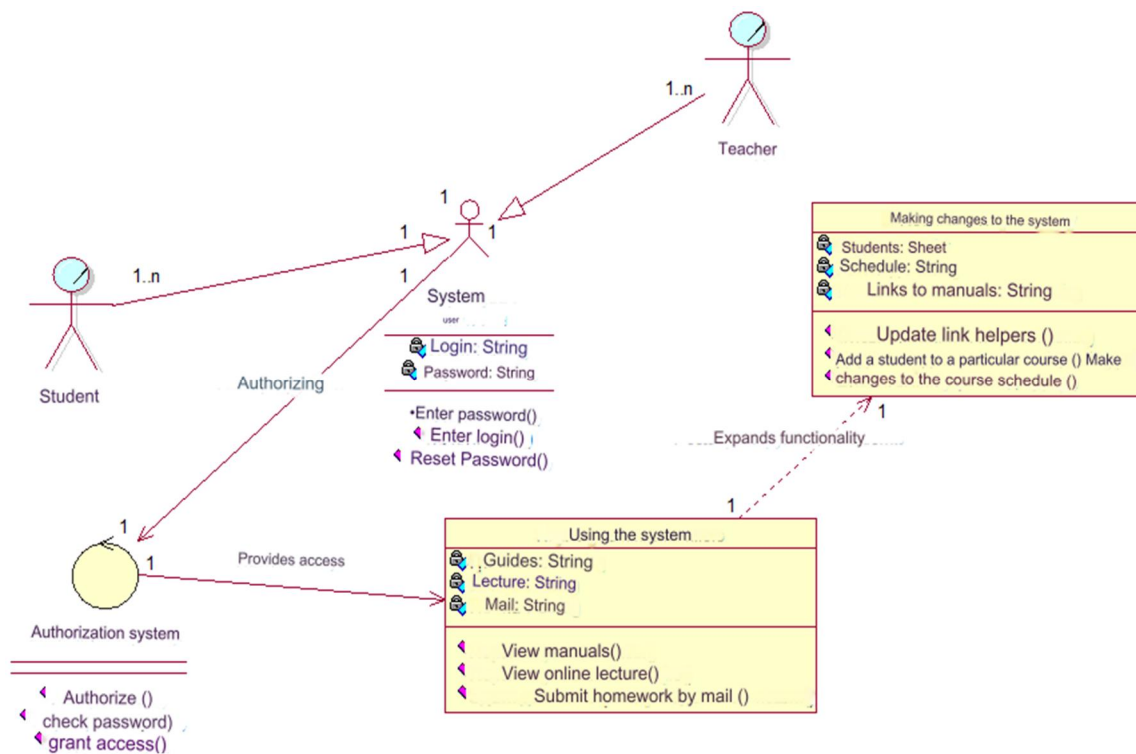 Teacher
1..n
1
1
1
1
1..n
Student
System
user
Login: String
Password: String
•Enter password()
Enter login()
Reset Password()
Authorizing
Making changes to the system
Students: Sheet
Schedule: String
Links to manuals: String
Update link helpers ()
Add a student to a particular course () Make
changes to the course schedule ()
1
Expands functionality
1
1
1
Provides access
Authorization system
Authorize ()
check password)
grant access()
Using the system
Guides: String
Lecture: String
Mail: String
View manuals()
View online lecture()
Submit homework by mail ()